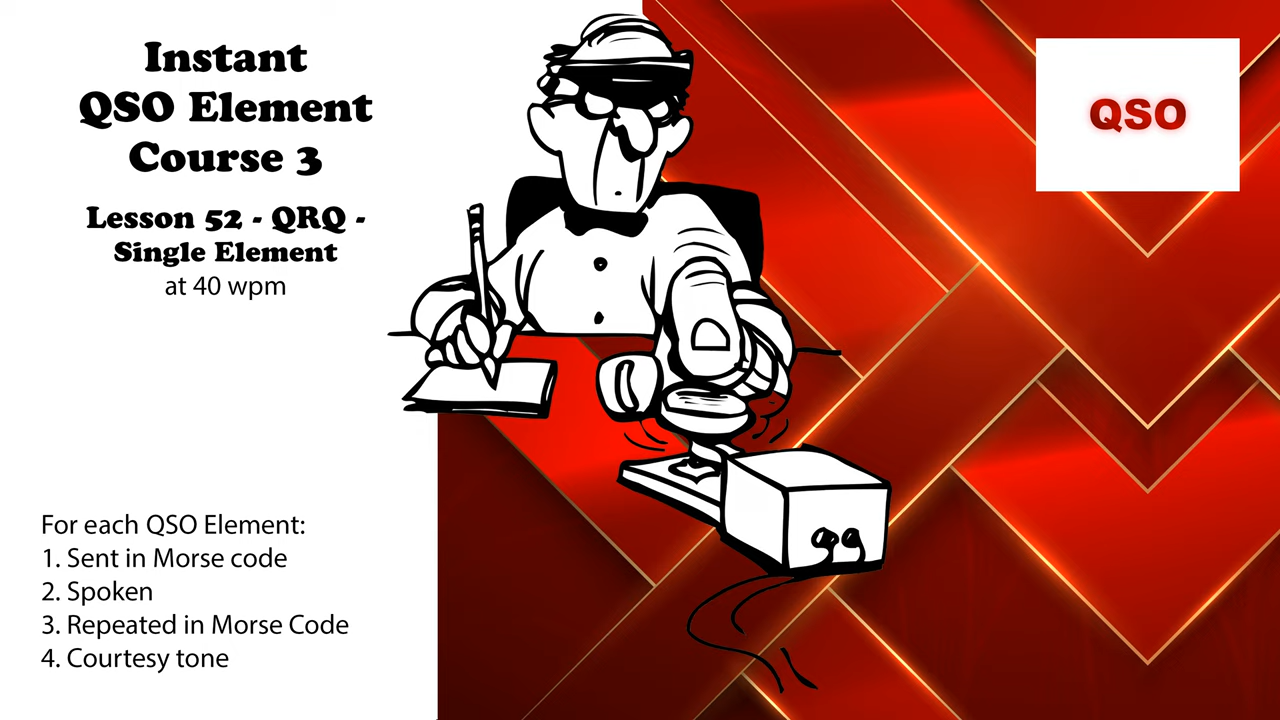 Instant
QSO Element
Course 3
Lesson 52 - QRQ -
Single Element
at 40 wpm
QSO
For each QSO Element:
1. Sent in Morse code
2. Spoken
3. Repeated in Morse Code
4. Courtesy tone